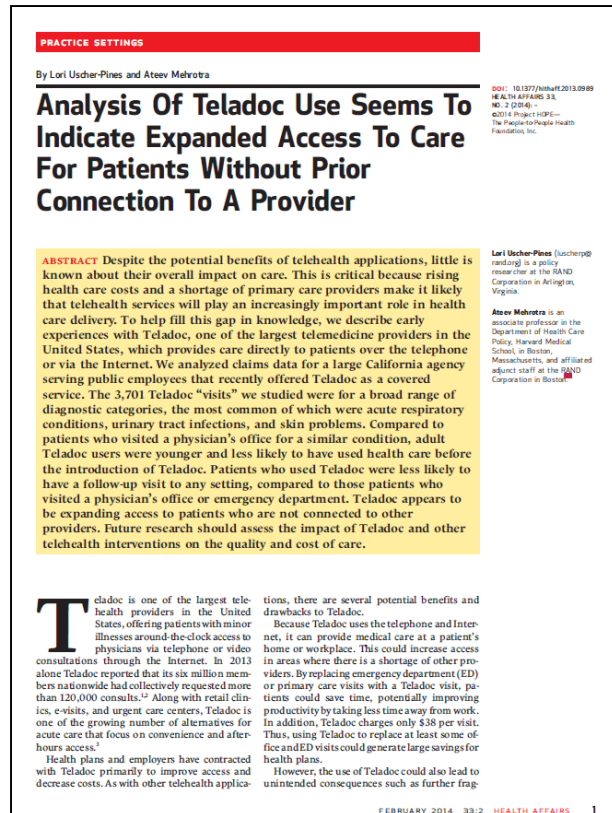 PRACTICE SETTINGS
By Lori Uscher-Pines and Ateev Mehrotra
Analysis Of Teladoc Use Seems To
Indicate Expanded Access To Care
For Patients Without Prior
Connection To A Provider
DOI: 10.1377/hlthaff.2013.0989
HEALTH AFFAIRS 33,
NO. 2 (2014): –
©2014 Project HOPE—
The People-to-People Health
Foundation, Inc.
ABSTRACT Despite the potential benefits of telehealth applications, little is
known about their overall impact on care. This is critical because rising
health care costs and a shortage of primary care providers make it likely
that telehealth services will play an increasingly important role in health
care delivery. To help fill this gap in knowledge, we describe early
experiences with Teladoc, one of the largest telemedicine providers in the
United States, which provides care directly to patients over the telephone
or via the Internet. We analyzed claims data for a large California agency
serving public employees that recently offered Teladoc as a covered
service. The 3,701 Teladoc “visits” we studied were for a broad range of
diagnostic categories, the most common of which were acute respiratory
conditions, urinary tract infections, and skin problems. Compared to
patients who visited a physician’s office for a similar condition, adult
Teladoc users were younger and less likely to have used health care before
the introduction of Teladoc. Patients who used Teladoc were less likely to
have a follow-up visit to any setting, compared to those patients who
visited a physician’s office or emergency department. Teladoc appears to
be expanding access to patients who are not connected to other
providers. Future research should assess the impact of Teladoc and other
telehealth interventions on the quality and cost of care.
Lori Uscher-Pines (luscherp@
rand.org) is a policy
researcher at the RAND
Corporation in Arlington,
Virginia.
Ateev Mehrotra is an
associate professor in the
Department of Health Care
Policy, Harvard Medical
School, in Boston,
Massachusetts, and affiliated
adjunct staff at the RAND
Corporation in Boston.
Teladoc is one of the largest tele-
health providers in the United
States, offering patients with minor
illnesses around-the-clock access to
physicians via telephone or video
consultations through the Internet. In 2013
alone Teladoc reported that its six million mem-
bers nationwide had collectively requested more
than 120,000 consults.1,2 Along with retail clin-
ics, e-visits, and urgent care centers, Teladoc is
one of the growing number of alternatives for
acute care that focus on convenience and after-
hours access.3
Health plans and employers have contracted
with Teladoc primarily to improve access and
decrease costs. As with other telehealth applica-
tions, there are several potential benefits and
drawbacks to Teladoc.
Because Teladoc uses the telephone and Inter-
net, it can provide medical care at a patient’s
home or workplace. This could increase access
in areas where there is a shortage of other pro-
viders. By replacing emergency department (ED)
or primary care visits with a Teladoc visit, pa-
tients could save time, potentially improving
productivity by taking less time away from work.
In addition, Teladoc charges only $38 per visit.
Thus, using Teladoc to replace at least some of-
fice and ED visits could generate large savings for
health plans.
However, the use of Teladoc could also lead to
unintended consequences such as further frag-
FEBRUARY 2014 33:2 HEALTH AFFAIRS 1